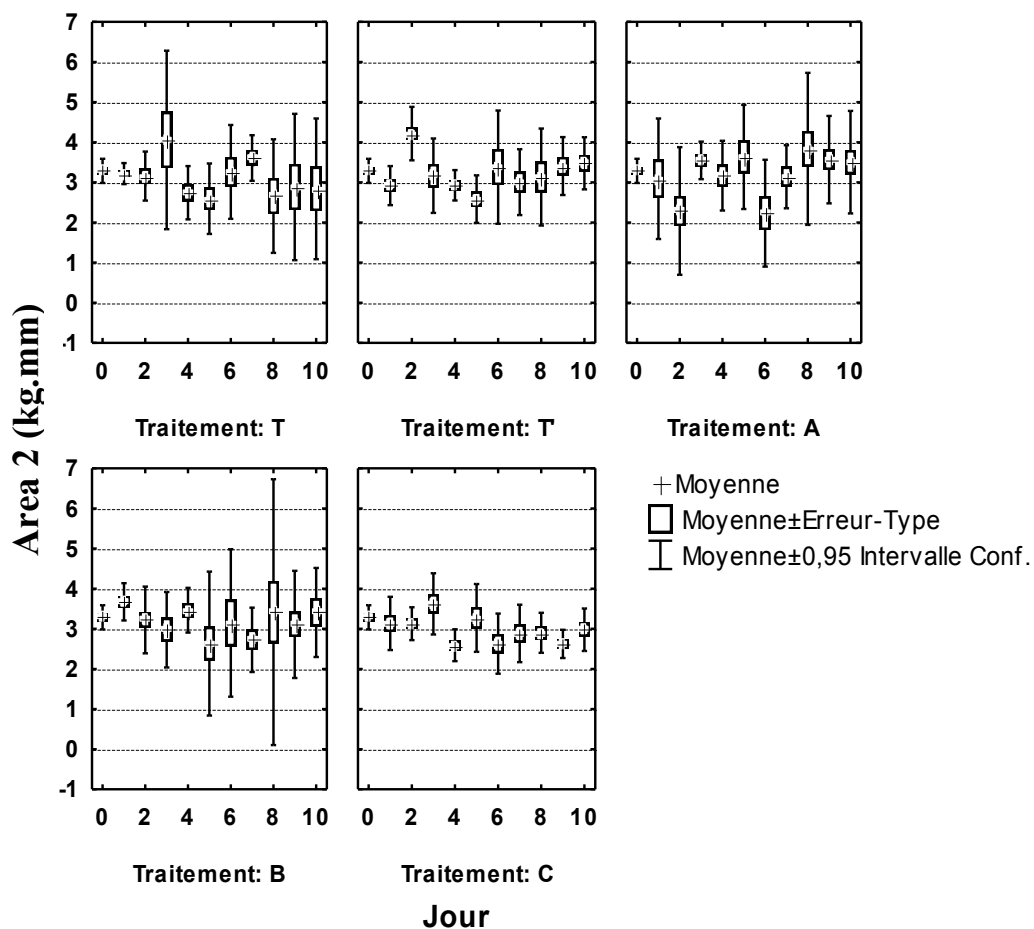 Area 2 (kg.mm)
7
6
5
4
3
2
1
0
-1
0 2 4 6 8 10
0 2 4 6 8 10
0 2 4 6 8 10
Traitement: T
Traitement: T'
Traitement: A
7
6
5
4
3
2
1
0
-1
0 2 4 6 8 10
0 2 4 6 8 10
Traitement: B
Traitement: C
Moyenne
Moyenne±Erreur-Type
Moyenne±0,95 Intervalle Conf.
Jour